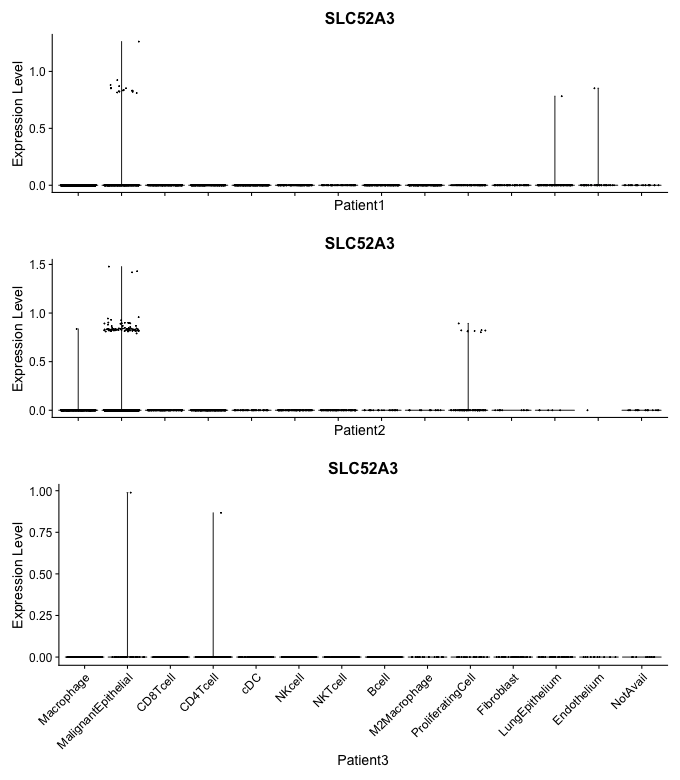 SLC52A3
Expression Level
1.0
0.5
0.0
Patient1
SLC52A3
Expression Level
1.5
1.0
0.5
0.0
Patient2
SLC52A3
Expression Level
1.00
0.75
0.50
0.25
0.00
Macrophage
MalignantEpithelial
CD8Tcell
CD4Tcell
cDC
NKcell
NKTcell
Bcell
M2Macrophage
ProliferatingCell
Fibroblast
LungEpithelium
Endothelium
NotAvail
Patient3